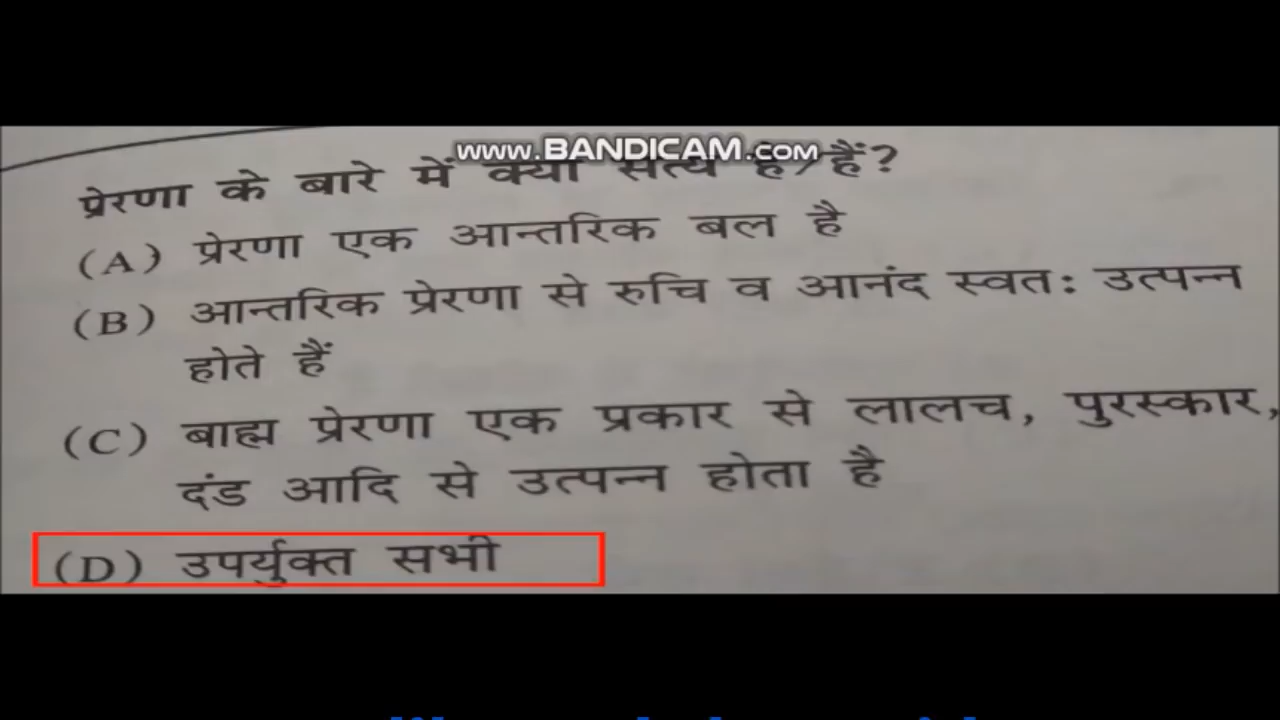 www.BANDICAM.com
प्रेरणा के बारे में क्या सत्य है/हैं?
(A) प्रेरणा एक आन्तरिक बल है
(B) आन्तरिक प्रेरणा से रुचि व आनंद स्वतः उत्पन्न
होते हैं
(C) बाह्म प्रेरणा एक प्रकार से लालच, पुरस्कार,
दंड आदि से उत्पन्न होता है
(D) उपर्युक्त सभी